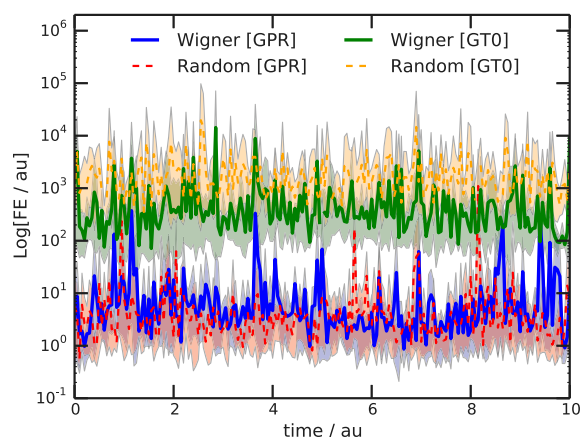 Wigner [GPR]
Random [GPR]
Wigner [GT0]
Random [GT0]
Log[FE / au]
10^6
10^5
10^4
10^3
10^2
10^1
10^0
10^-1
0 2 4 6 8 10
time / au